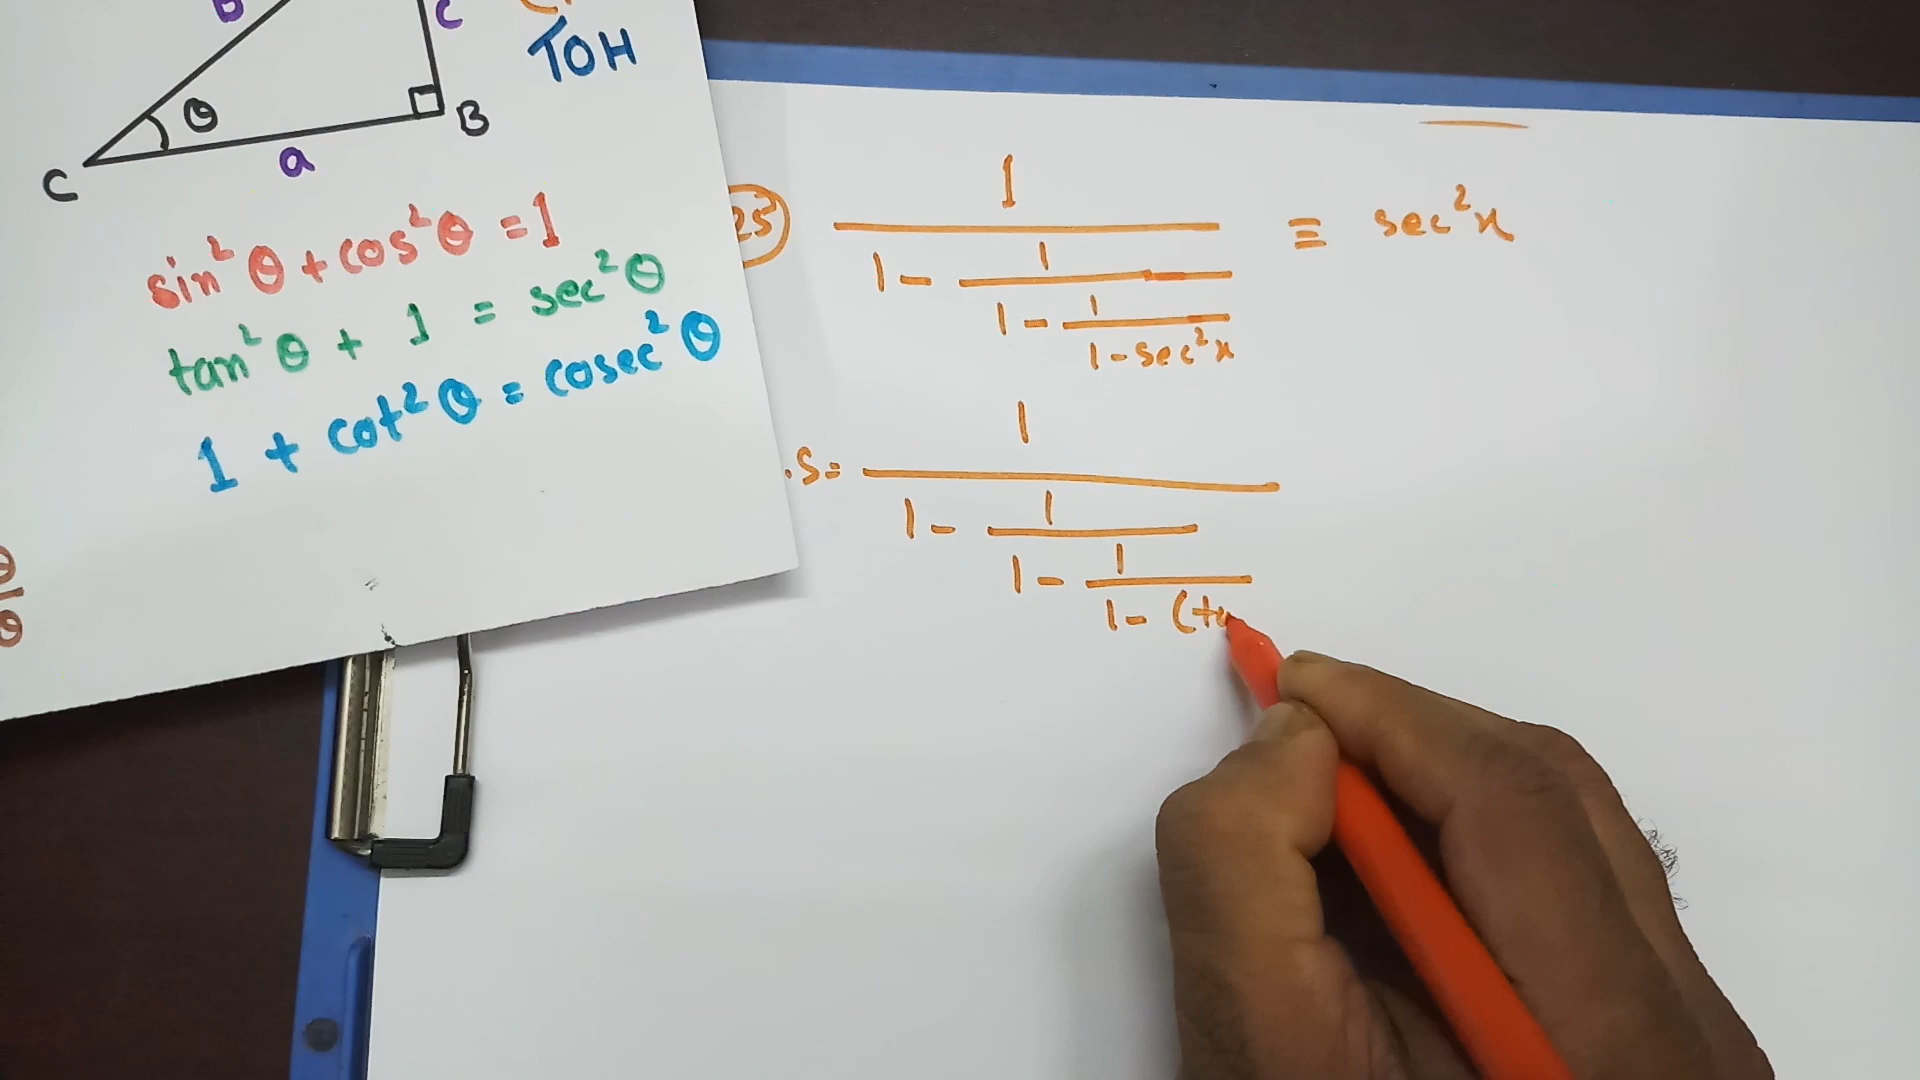 b c
TOH
θ B
C a
sin²θ + cos²θ = 1
tan²θ + 1 = sec²θ
1 + cot²θ = cosec²θ
θ
θ
25
1
1 - 1 ≡ sec²x
1 - 1
1 - sec²x
.S = 1
1 - 1
1 - 1
1 - (ta